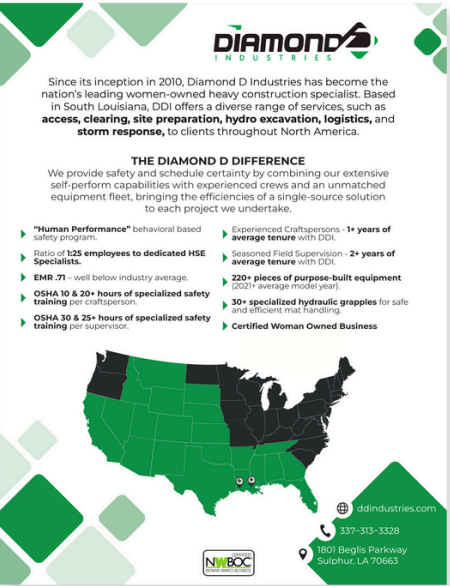 DIAMOND
INDUSTRIES
Since its inception in 2010, Diamond D Industries has become the
nation's leading women-owned heavy construction specialist. Based
in South Louisiana, DDI offers a diverse range of services, such as
access, clearing, site preparation, hydro excavation, logistics, and
storm response, to clients throughout North America.
THE DIAMOND D DIFFERENCE
We provide safety and schedule certainty by combining our extensive
self-perform capabilities with experienced crews and an unmatched
equipment fleet, bringing the efficiencies of a single-source solution
to each project we undertake.
"Human Performance" behavioral based
safety program.
Ratio of 1:25 employees to dedicated HSE
Specialists.
EMR .71 – well below industry average.
OSHA 10 & 20+ hours of specialized safety
training per craftsperson.
OSHA 30 & 25+ hours of specialized safety
training per supervisor.
Experienced Craftspersons - 1+ years of
average tenure with DDI.
Seasoned Field Supervision - 2+ years of
average tenure with DDI.
220+ pieces of purpose-built equipment
(2021+ average model year).
30+ specialized hydraulic grapples for safe
and efficient mat handling.
Certified Woman Owned Business
ddindustries.com
337-313-3328
1801 Beglis Parkway
Sulphur, LA 70663
CERTIFIED
NWBOC
WOMAN OWNED BUSINESS